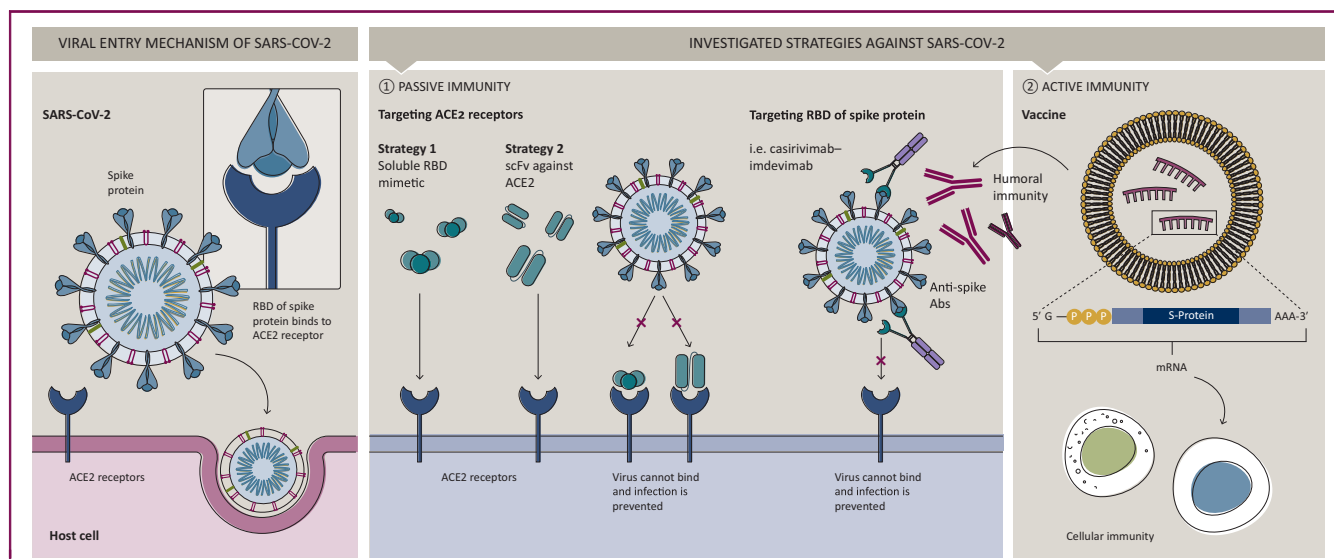 VIRAL ENTRY MECHANISM OF SARS-COV-2
SARS-CoV-2
Spike
protein
RBD of spike
protein binds to
ACE2 receptor
ACE2 receptors
Host cell
INVESTIGATED STRATEGIES AGAINST SARS-COV-2
① PASSIVE IMMUNITY
Targeting ACE2 receptors
Strategy 1
Soluble RBD
mimetic
Strategy 2
scFv against
ACE2
ACE2 receptors
Virus cannot bind
and infection is
prevented
Targeting RBD of spike protein
i.e. casirivimab–
imdevimab
Humoral
immunity
Anti-spike
Abs
Virus cannot bind
and infection is
prevented
② ACTIVE IMMUNITY
Vaccine
5′ G P P P S-Protein AAA-3′
mRNA
Cellular immunity